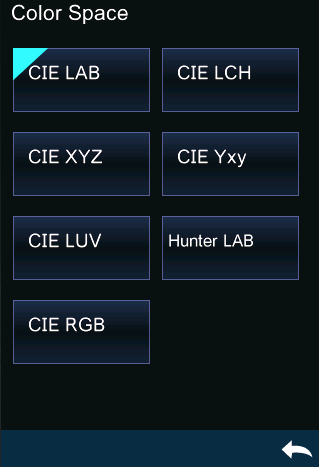 Color Space
CIE LAB
CIE LCH
CIE XYZ
CIE Yxy
CIE LUV
Hunter LAB
CIE RGB